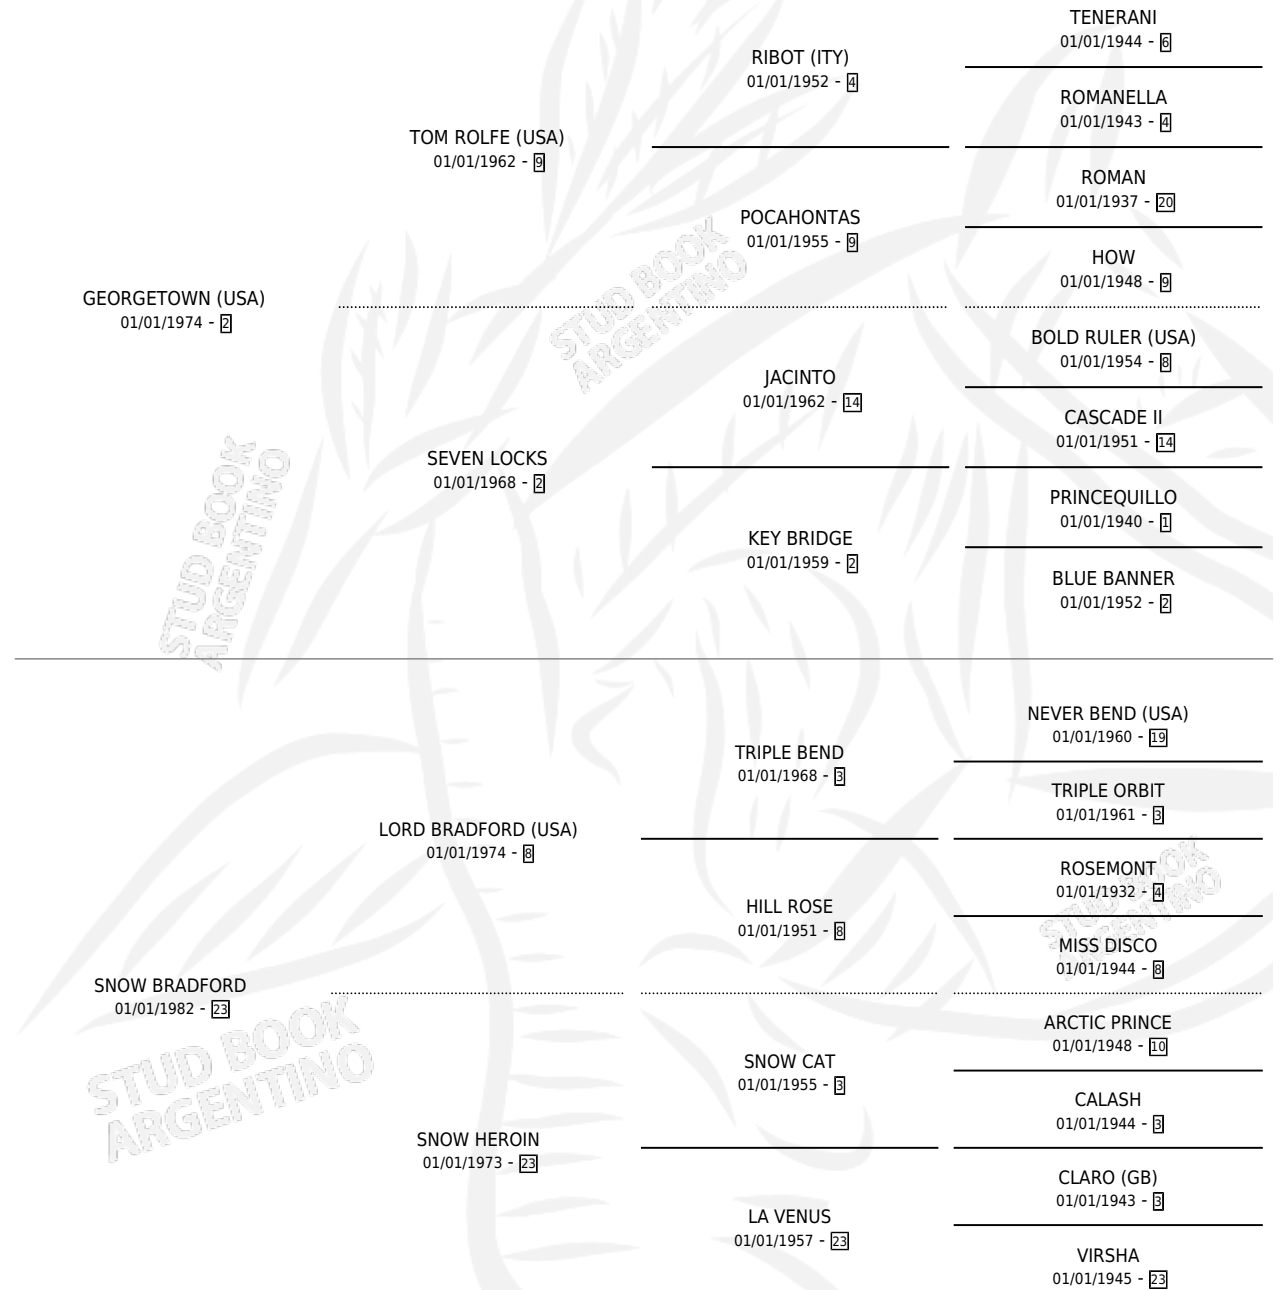 TENERANI
01/01/1944 - 6
RIBOT (ITY)
01/01/1952 - 4
ROMANELLA
01/01/1943 - 4
TOM ROLFE (USA)
01/01/1962 - 9
ROMAN
01/01/1937 - 20
POCAHONTAS
01/01/1955 - 9
HOW
01/01/1948 - 9
GEORGETOWN (USA)
01/01/1974 - 2
BOLD RULER (USA)
01/01/1954 - 8
JACINTO
01/01/1962 - 14
CASCADE II
01/01/1951 - 14
SEVEN LOCKS
01/01/1968 - 2
PRINCEQUILLO
01/01/1940 - 1
KEY BRIDGE
01/01/1959 - 2
BLUE BANNER
01/01/1952 - 2
NEVER BEND (USA)
01/01/1960 - 19
TRIPLE BEND
01/01/1968 - 3
TRIPLE ORBIT
01/01/1961 - 3
LORD BRADFORD (USA)
01/01/1974 - 8
ROSEMONT
01/01/1932 - 4
HILL ROSE
01/01/1951 - 8
MISS DISCO
01/01/1944 - 8
SNOW BRADFORD
01/01/1982 - 23
ARCTIC PRINCE
01/01/1948 - 10
SNOW CAT
01/01/1955 - 3
CALASH
01/01/1944 - 3
SNOW HEROIN
01/01/1973 - 23
CLARO (GB)
01/01/1943 - 3
LA VENUS
01/01/1957 - 23
VIRSHA
01/01/1945 - 23
STUD BOOK
ARGENTINO
STUD BOOK
ARGENTINO
STUD BOOK
ARGENTINO
STUD BOOK
ARGENTINO